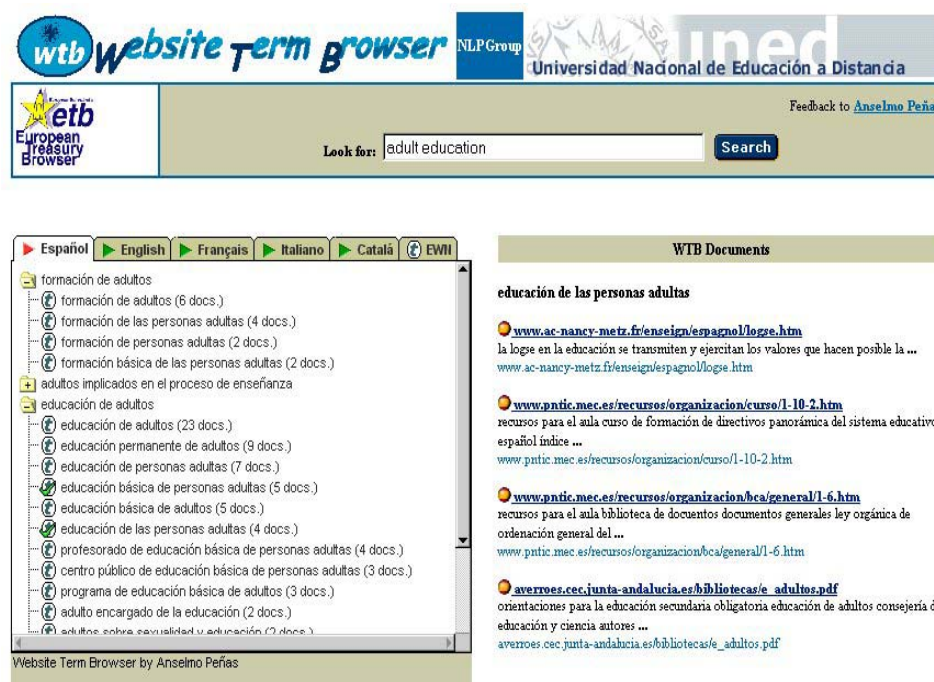 wtb Website Term Browser
NLP Group
uned
Universidad Nacional de Educación a Distancia
etb
European
Treasury
Browser
Feedback to Anselmo Peña
Look for: adult education Search
Español English Français Italiano Català EWN
formación de adultos
formación de adultos (6 docs.)
formación de las personas adultas (4 docs.)
formación de personas adultas (2 docs.)
formación básica de las personas adultas (2 docs.)
adultos implicados en el proceso de enseñanza
educación de adultos
educación de adultos (23 docs.)
educación permanente de adultos (9 docs.)
educación de personas adultas (7 docs.)
educación básica de personas adultas (5 docs.)
educación básica de adultos (5 docs.)
educación de las personas adultas (4 docs.)
profesorado de educación básica de personas adultas (4 docs.)
centro público de educación básica de personas adultas (3 docs.)
programa de educación básica de adultos (3 docs.)
adulto encargado de la educación (2 docs.)
adultos sobre sexualidad y educación (2 docs.)
Website Term Browser by Anselmo Peñas
WTB Documents
educación de las personas adultas
www.ac-nancy-metz.fr/enseign/espagnol/logse.htm
la logse en la educación se transmiten y ejercitan los valores que hacen posible la ...
www.ac-nancy-metz.fr/enseign/espagnol/logse.htm
www.pntic.mec.es/recursos/organizacion/curso/1-10-2.htm
recursos para el aula curso de formación de directivos panorámica del sistema educativo
español índice ...
www.pntic.mec.es/recursos/organizacion/curso/1-10-2.htm
www.pntic.mec.es/recursos/organizacion/bca/general/1-6.htm
recursos para el aula biblioteca de docuentos documentos generales ley orgánica de
ordenación general del ...
www.pntic.mec.es/recursos/organizacion/bca/general/1-6.htm
averroes.cec.junta-andalucia.es/bibliotecas/e_adultos.pdf
orientaciones para la educación secundaria obligatoria educación de adultos consejería d
educación y ciencia autores ...
averroes.cec.junta-andalucia.es/bibliotecas/e_adultos.pdf